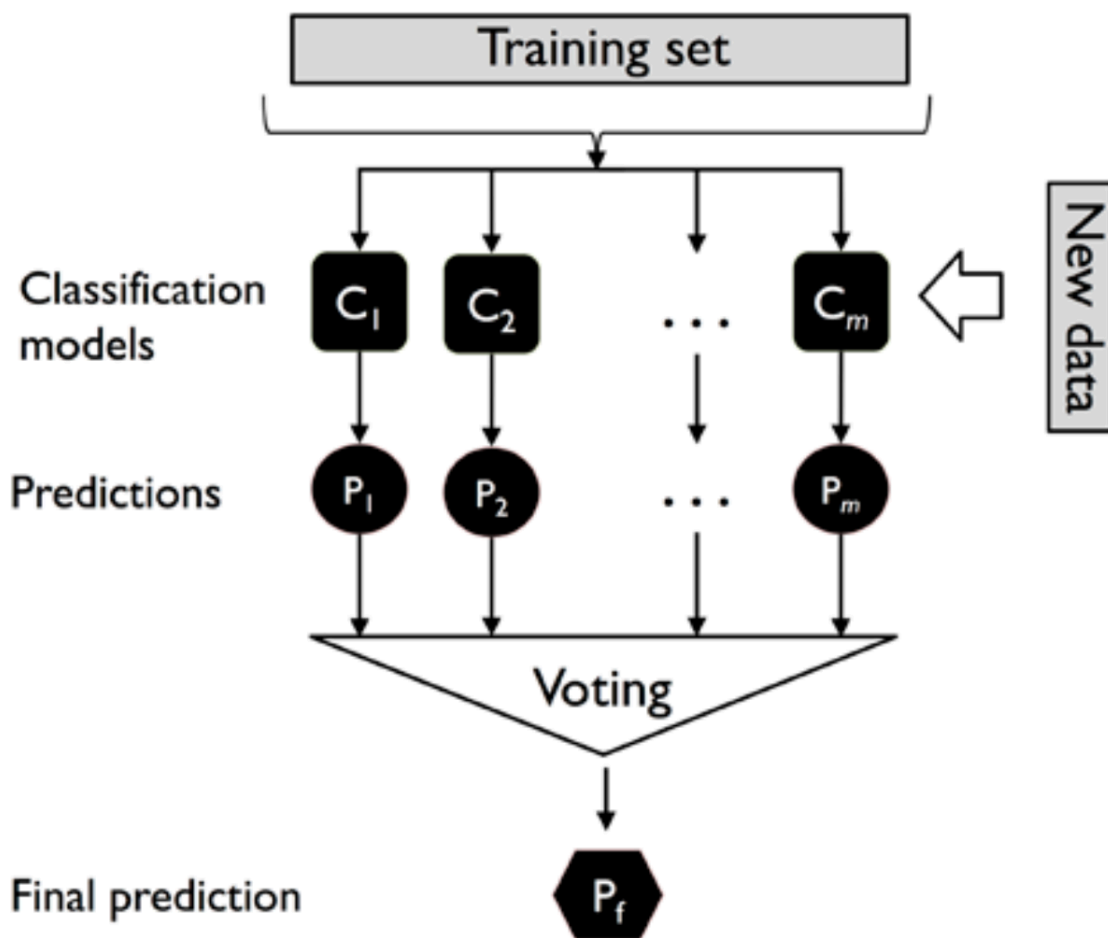 Training set
New data
Classification
models
C1 C2 ... Cm
Predictions
P1 P2 ... Pm
Voting
Final prediction
Pf